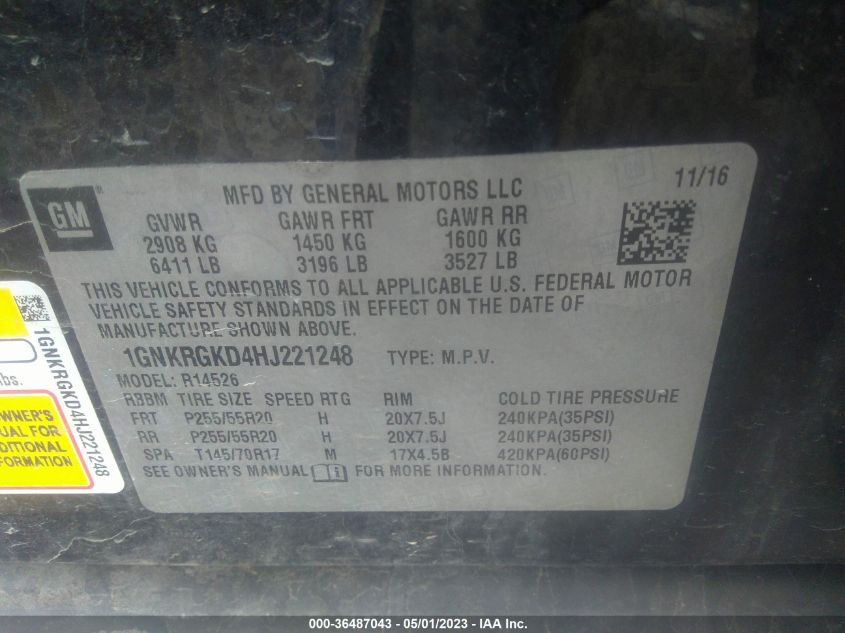 GM®
MFD BY GENERAL MOTORS LLC
11/16
GVWR GAWR FRT GAWR RR
2908 KG 1450 KG 1600 KG
6411 LB 3196 LB 3527 LB
THIS VEHICLE CONFORMS TO ALL APPLICABLE U.S. FEDERAL MOTOR
VEHICLE SAFETY STANDARDS IN EFFECT ON THE DATE OF
MANUFACTURE SHOWN ABOVE.
1GNKRGKD4HJ221248 TYPE: M.P.V.
MODEL: R14526
R3BM TIRE SIZE SPEED RTG RIM COLD TIRE PRESSURE
FRT P255/55R20 H 20X7.5J 240KPA(35PSI)
RR P255/55R20 H 20X7.5J 240KPA(35PSI)
SPA T145/70R17 M 17X4.5B 420KPA(60PSI)
SEE OWNER'S MANUAL FOR MORE INFORMATION.
1GNKRGKD4HJ221248
lbs.
OWNER'S
UAL FOR
DITIONAL
FORMATION
000-36487043 - 05/01/2023 - IAA Inc.